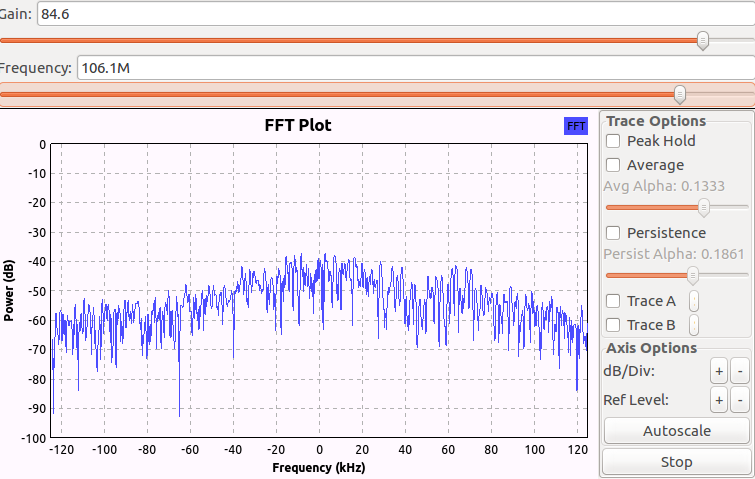 Gain: 84.6
Frequency: 106.1M
FFT Plot
FFT
Trace Options
Peak Hold
Average
Avg Alpha: 0.1333
Persistence
Persist Alpha: 0.1861
Trace A
Trace B
Axis Options
dB/Div: + -
Ref Level: + -
Autoscale
Stop
Power (dB)
0
-10
-20
-30
-40
-50
-60
-70
-80
-90
-100
-120 -100 -80 -60 -40 -20 0 20 40 60 80 100 120
Frequency (kHz)